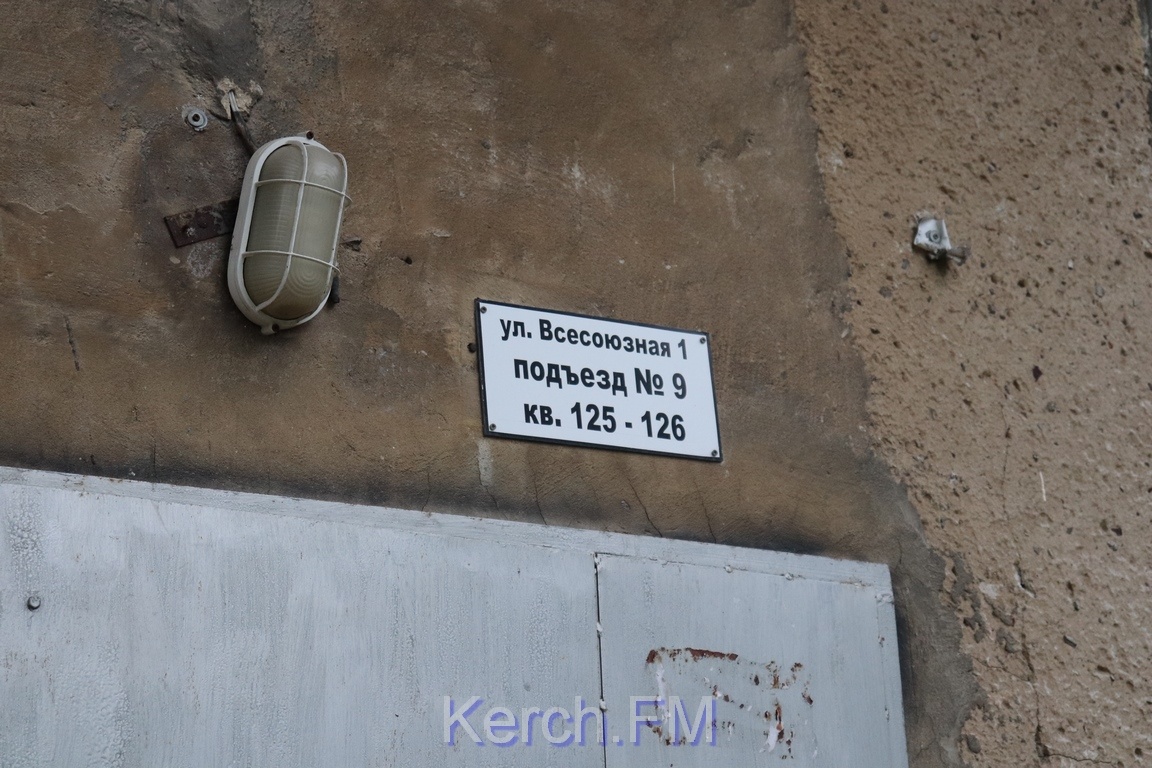 ул. Всесоюзная 1
подъезд № 9
кв. 125 - 126
Kerch.FM